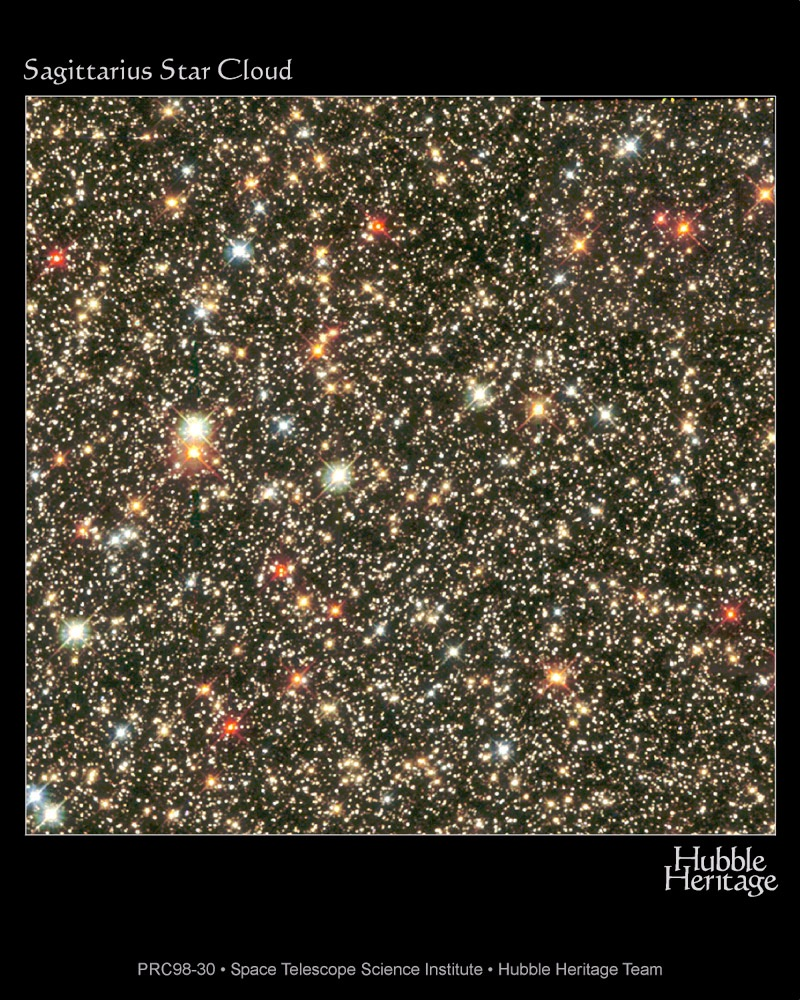 Sagittarius Star Cloud
Hubble
Heritage
PRC98-30 • Space Telescope Science Institute • Hubble Heritage Team